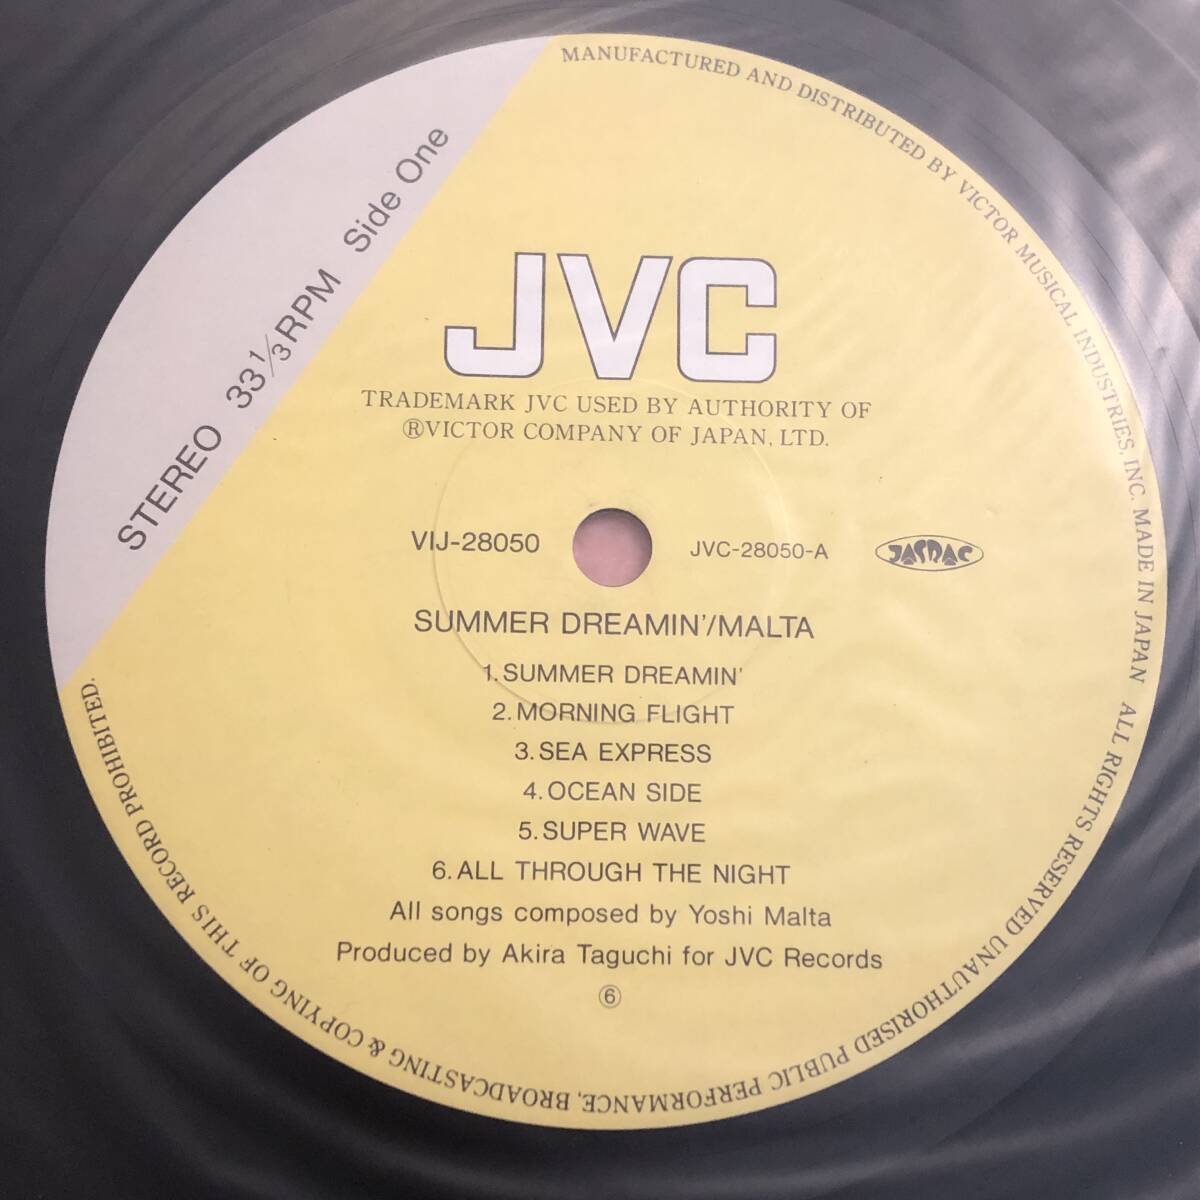 MANUFACTURED AND DISTRIBUTED BY VICTOR MUSICAL INDUSTRIES, INC. MADE IN JAPAN ALL RIGHTS RESERVED UNAUTHORISED PUBLIC PERFORMANCE, BROADCASTING & COPYING OF THIS RECORD PROHIBITED.
STEREO 33 1/3 RPM Side One
JVC
TRADEMARK JVC USED BY AUTHORITY OF
®VICTOR COMPANY OF JAPAN, LTD.
VIJ-28050
JVC-28050-A
JASRAC
SUMMER DREAMIN'/MALTA
1. SUMMER DREAMIN'
2. MORNING FLIGHT
3. SEA EXPRESS
4. OCEAN SIDE
5. SUPER WAVE
6. ALL THROUGH THE NIGHT
All songs composed by Yoshi Malta
Produced by Akira Taguchi for JVC Records
⑥